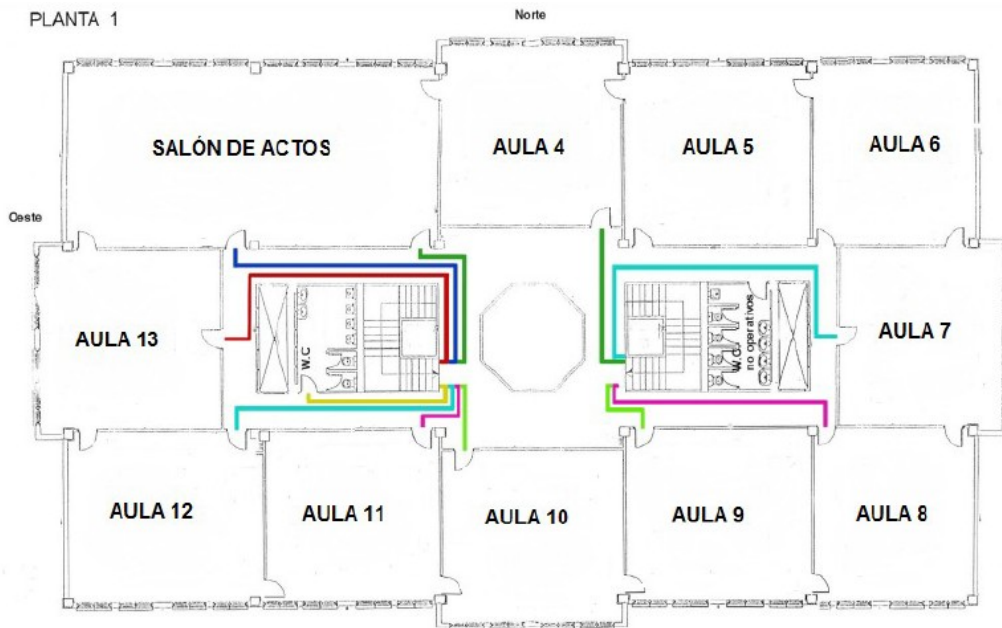 PLANTA 1
Norte
SALÓN DE ACTOS
AULA 4
AULA 5
AULA 6
Oeste
AULA 13
W.C
W.C
no operativos
AULA 7
AULA 12
AULA 11
AULA 10
AULA 9
AULA 8